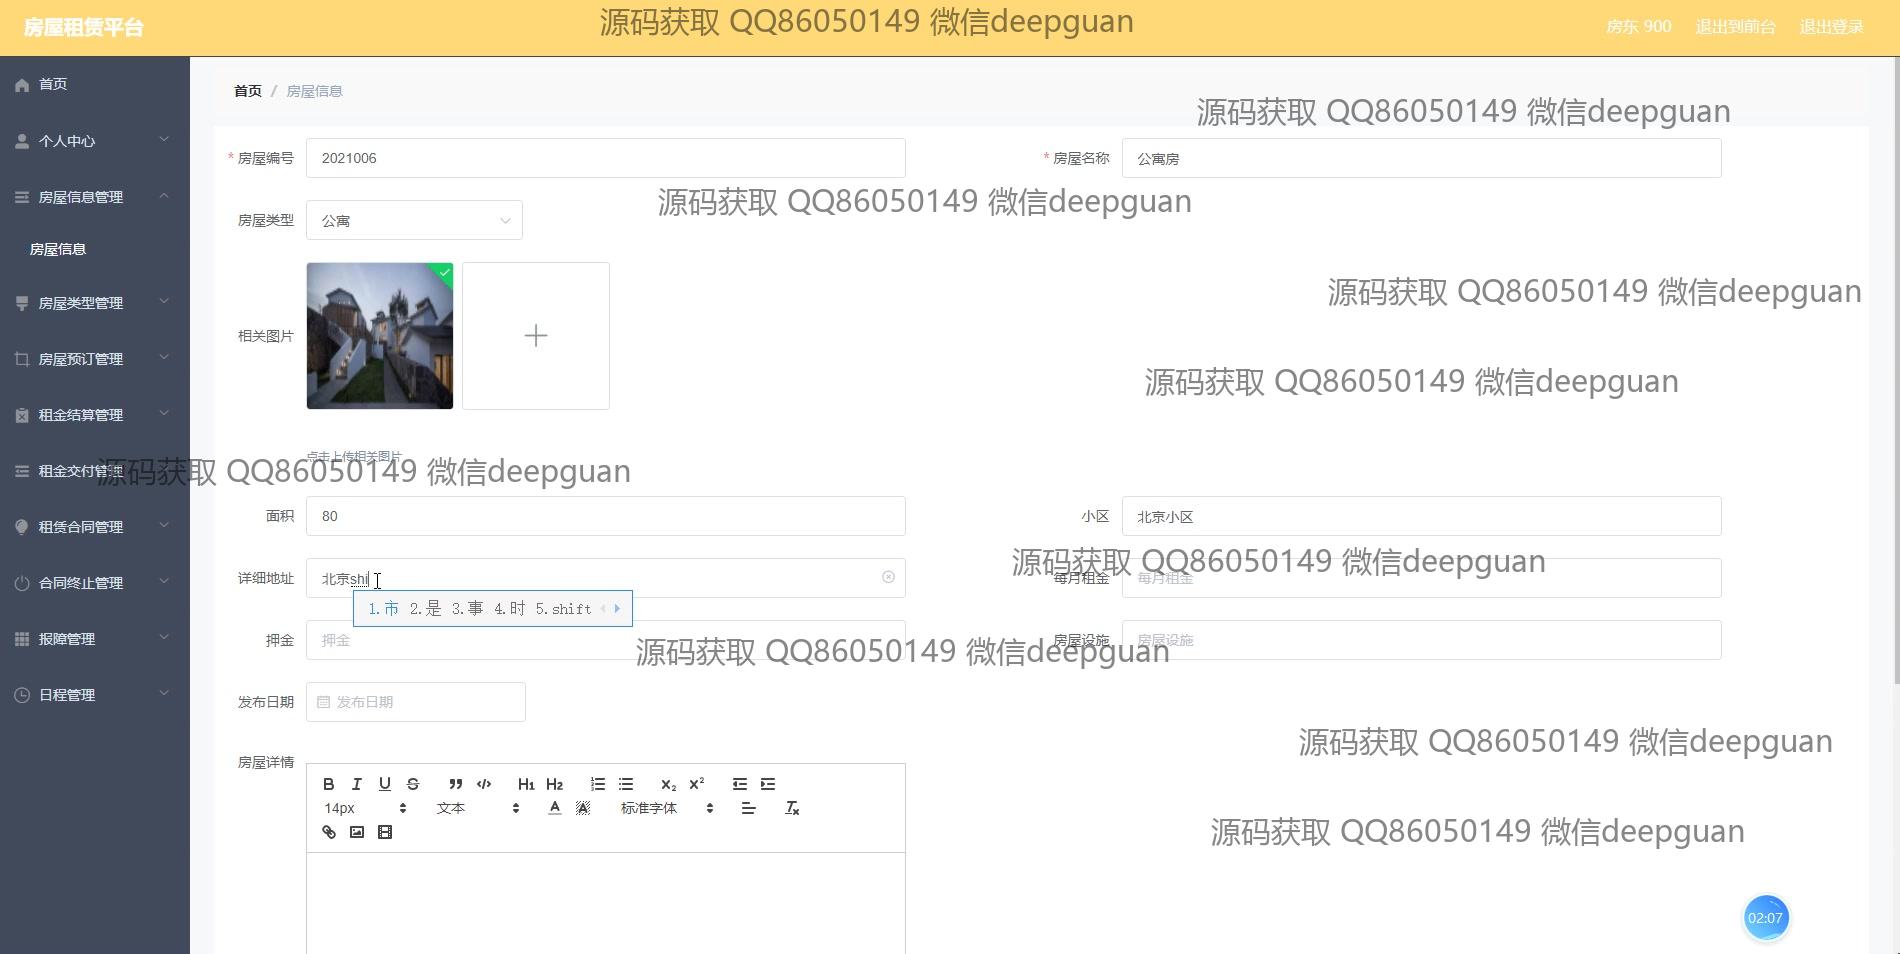 房屋租赁平台
源码获取 QQ86050149 微信deepguan
房东 900 退出到前台 退出登录
首页
首页 / 房屋信息
源码获取 QQ86050149 微信deepguan
个人中心
* 房屋编号 2021006
* 房屋名称 公寓房
房屋信息管理
源码获取 QQ86050149 微信deepguan
房屋类型 公寓
房屋信息
源码获取 QQ86050149 微信deepguan
房屋类型管理
相关图片
房屋预订管理
源码获取 QQ86050149 微信deepguan
租金结算管理
点击上传相关图片
租金交付管理
源码获取 QQ86050149 微信deepguan
面积 80
小区 北京小区
租赁合同管理
源码获取 QQ86050149 微信deepguan
详细地址 北京shi
每月租金 每月租金
合同终止管理
1.市 2.是 3.事 4.时 5.shift
押金 押金
房屋设施 房屋设施
报障管理
源码获取 QQ86050149 微信deepguan
发布日期 发布日期
日程管理
源码获取 QQ86050149 微信deepguan
房屋详情
B I U S H1 H2 X2 X2
14px 文本 A A 标准字体 Tx
源码获取 QQ86050149 微信deepguan
02:07